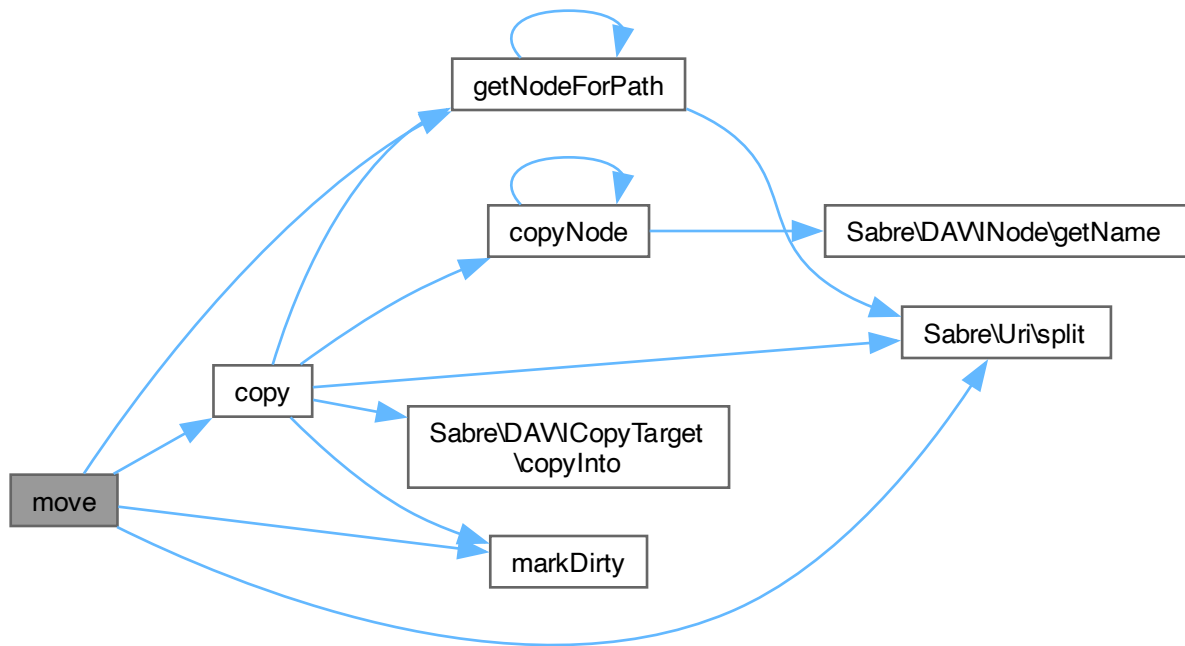 getNodeForPath
copyNode
Sabre\DAV\INode\getName
Sabre\Uri\split
copy
Sabre\DAV\ICopyTarget
\copyInto
move
markDirty